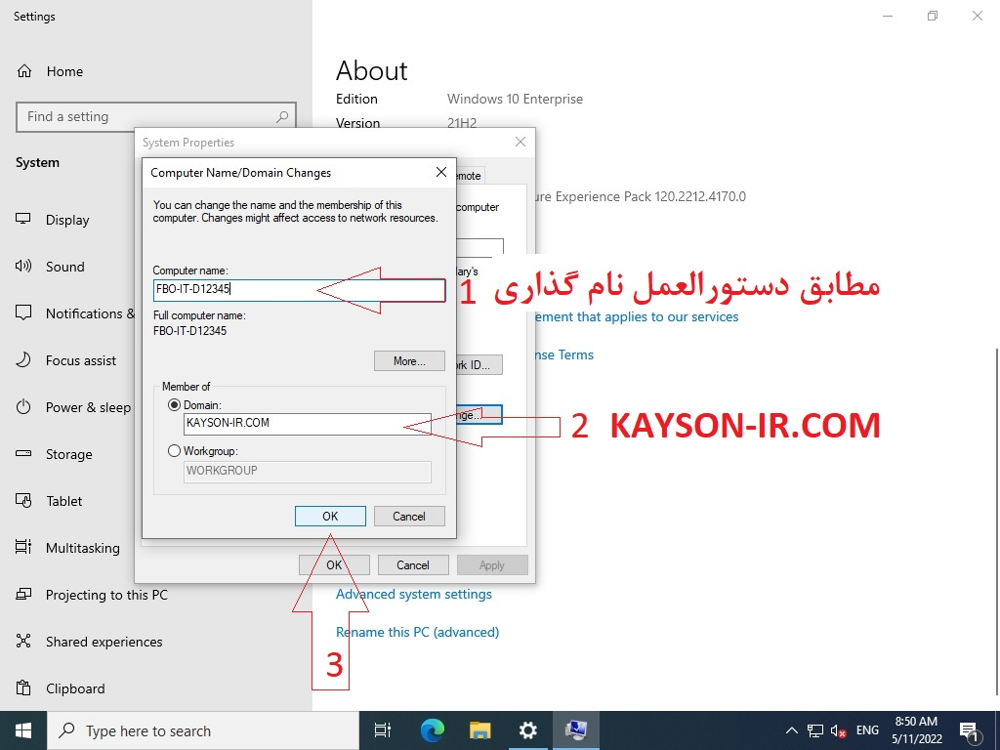 Settings
Home
Find a setting
System
Display
Sound
Notifications &
Focus assist
Power & sleep
Storage
Tablet
Multitasking
Projecting to this PC
Shared experiences
Clipboard
About
Edition Windows 10 Enterprise
Version 21H2
ure Experience Pack 120.2212.4170.0
ement that applies to our services
nse Terms
Advanced system settings
Rename this PC (advanced)
System Properties
emote
computer
ary's
rk ID...
nge...
OK Cancel Apply
Computer Name/Domain Changes
You can change the name and the membership of this
computer. Changes might affect access to network resources.
Computer name:
FBO-IT-D12345
Full computer name:
FBO-IT-D12345
More...
Member of
Domain:
KAYSON-IR.COM
Workgroup:
WORKGROUP
OK Cancel
1 مطابق دستورالعمل نام گذاری
2 KAYSON-IR.COM
3
Type here to search
ENG
8:50 AM
5/11/2022
1